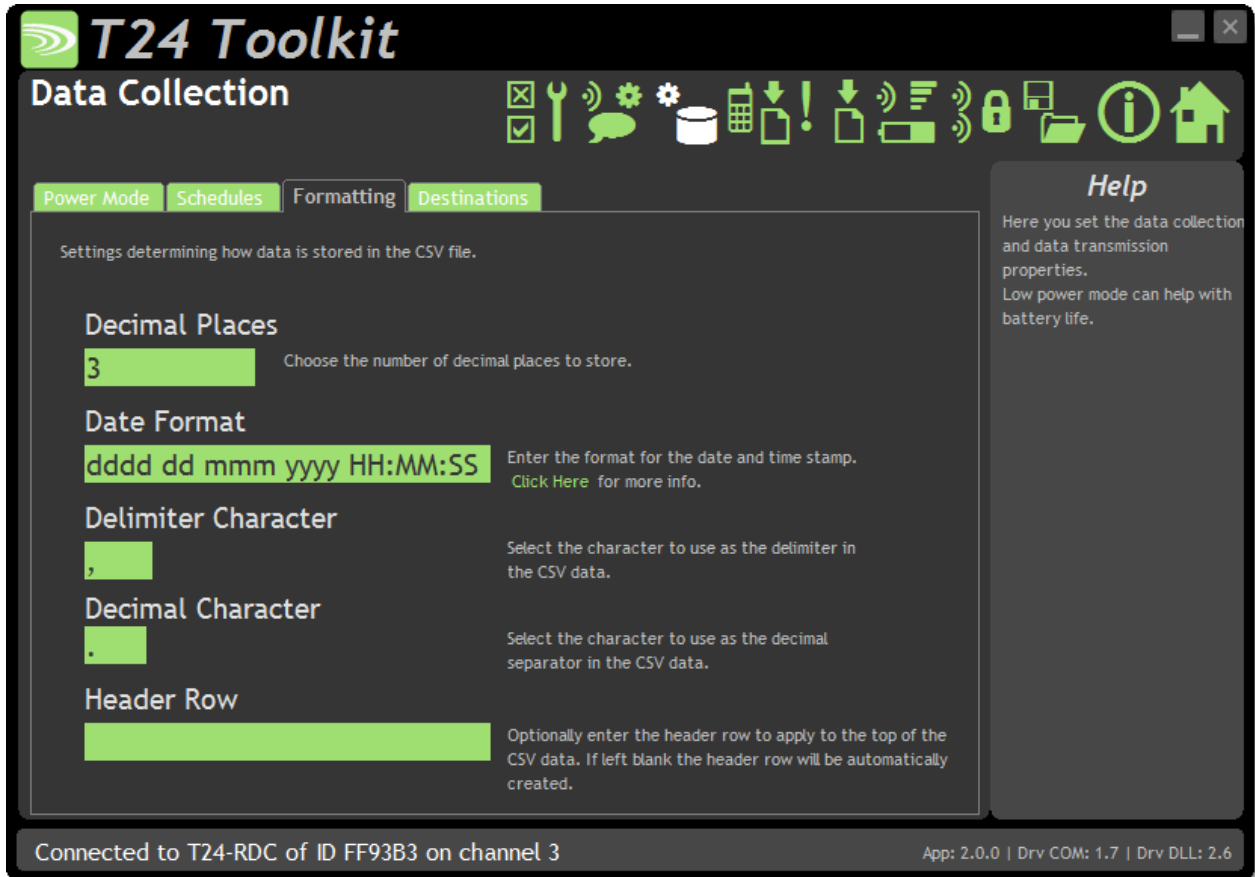 T24 Toolkit
Data Collection
Power Mode
Schedules
Formatting
Destinations
Settings determining how data is stored in the CSV file.
Decimal Places
3
Choose the number of decimal places to store.
Date Format
dddd dd mmm yyyy HH:MM:SS
Enter the format for the date and time stamp.
Click Here for more info.
Delimiter Character
,
Select the character to use as the delimiter in
the CSV data.
Decimal Character
.
Select the character to use as the decimal
separator in the CSV data.
Header Row
Optionally enter the header row to apply to the top of the
CSV data. If left blank the header row will be automatically
created.
Help
Here you set the data collection
and data transmission
properties.
Low power mode can help with
battery life.
Connected to T24-RDC of ID FF93B3 on channel 3
App: 2.0.0 | Drv COM: 1.7 | Drv DLL: 2.6